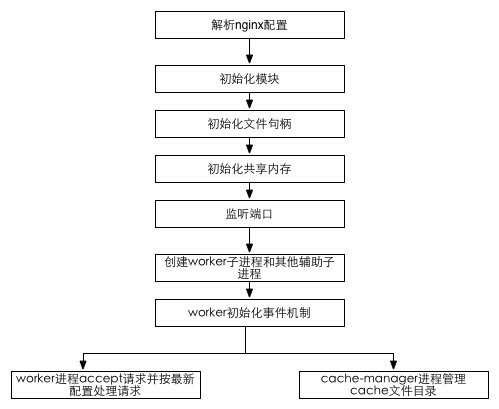 解析nginx配置
初始化模块
初始化文件句柄
初始化共享内存
监听端口
创建worker子进程和其他辅助子
进程
worker初始化事件机制
worker进程accept请求并按最新
配置处理请求
cache-manager进程管理
cache文件目录